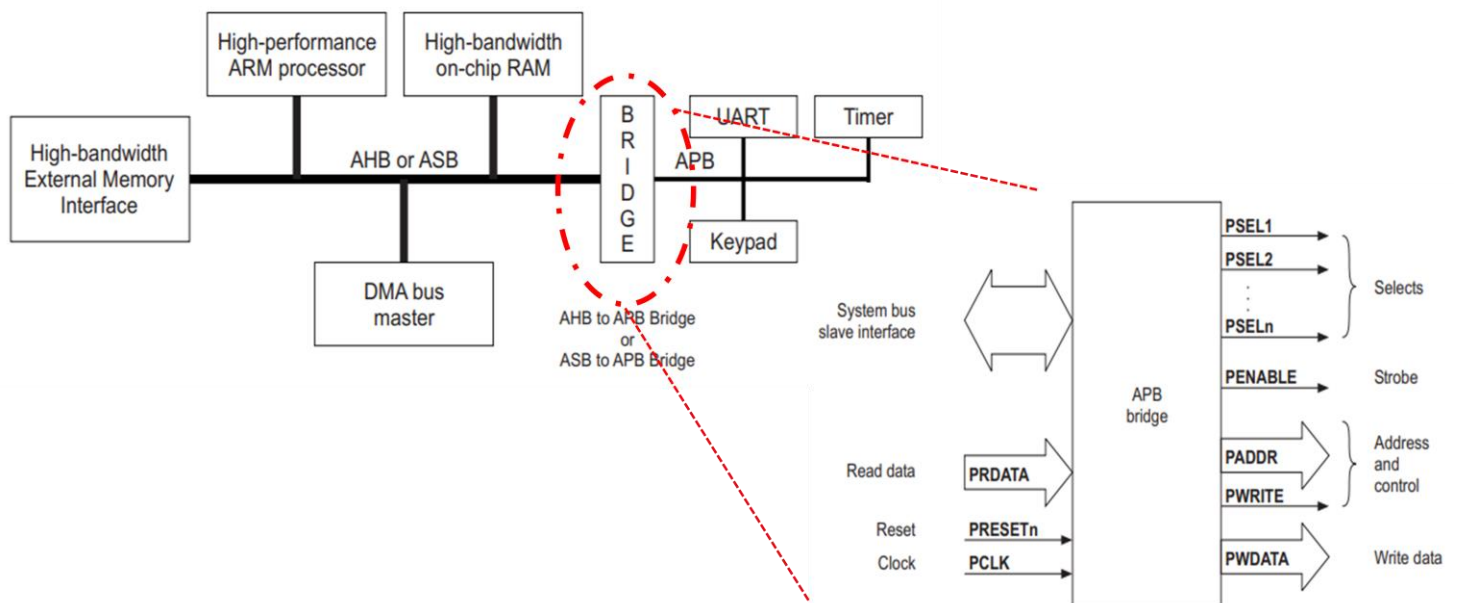 High-performance
ARM processor
High-bandwidth
on-chip RAM
High-bandwidth
External Memory
Interface
AHB or ASB
B
R
I
D
G
E
APB
UART
Timer
Keypad
DMA bus
master
AHB to APB Bridge
or
ASB to APB Bridge
System bus
slave interface
Read data
PRDATA
Reset
PRESETn
Clock
PCLK
APB
bridge
PSEL1
PSEL2
PSELn
Selects
PENABLE
Strobe
PADDR
PWRITE
Address
and
control
PWDATA
Write data